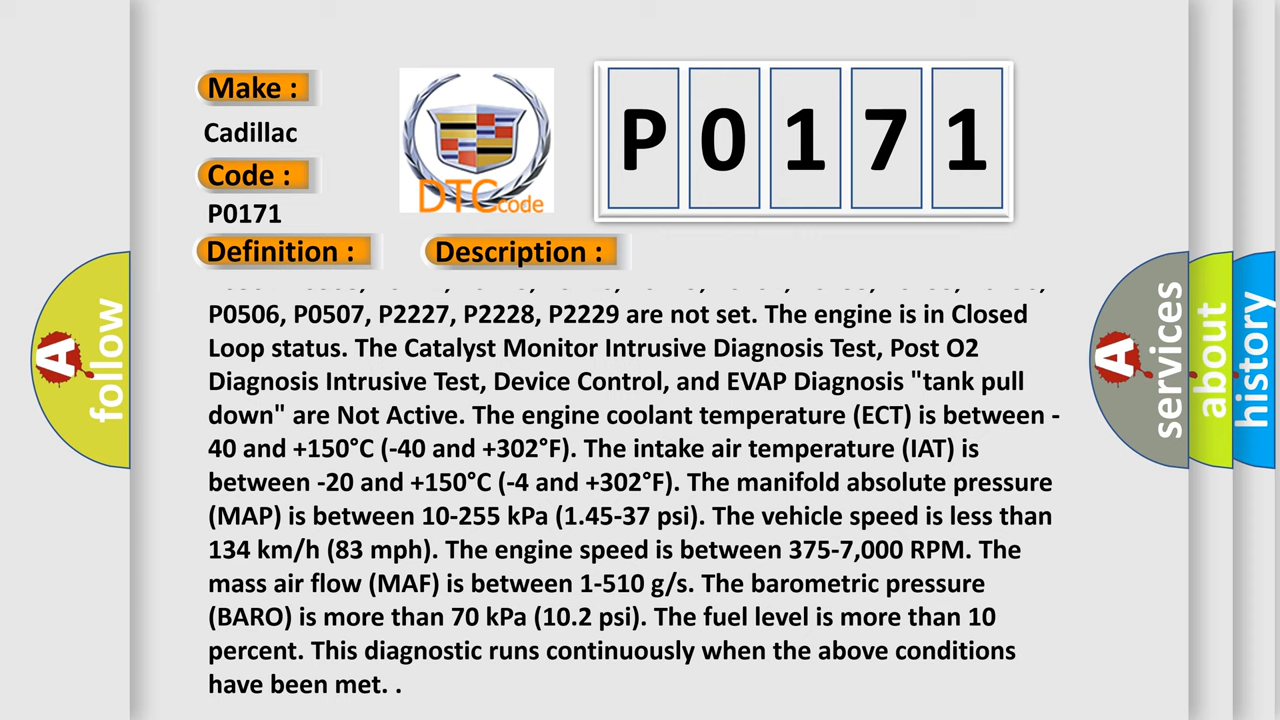 Make :
Cadillac
Code :
P0171
DTC code
P0171
Definition :
Description :
P0506, P0507, P2227, P2228, P2229 are not set. The engine is in Closed
Loop status. The Catalyst Monitor Intrusive Diagnosis Test, Post O2
Diagnosis Intrusive Test, Device Control, and EVAP Diagnosis "tank pull
down" are Not Active. The engine coolant temperature (ECT) is between -
40 and +150°C (-40 and +302°F). The intake air temperature (IAT) is
between -20 and +150°C (-4 and +302°F). The manifold absolute pressure
(MAP) is between 10-255 kPa (1.45-37 psi). The vehicle speed is less than
134 km/h (83 mph). The engine speed is between 375-7,000 RPM. The
mass air flow (MAF) is between 1-510 g/s. The barometric pressure
(BARO) is more than 70 kPa (10.2 psi). The fuel level is more than 10
percent. This diagnostic runs continuously when the above conditions
have been met. .
A follow
A services
about
history